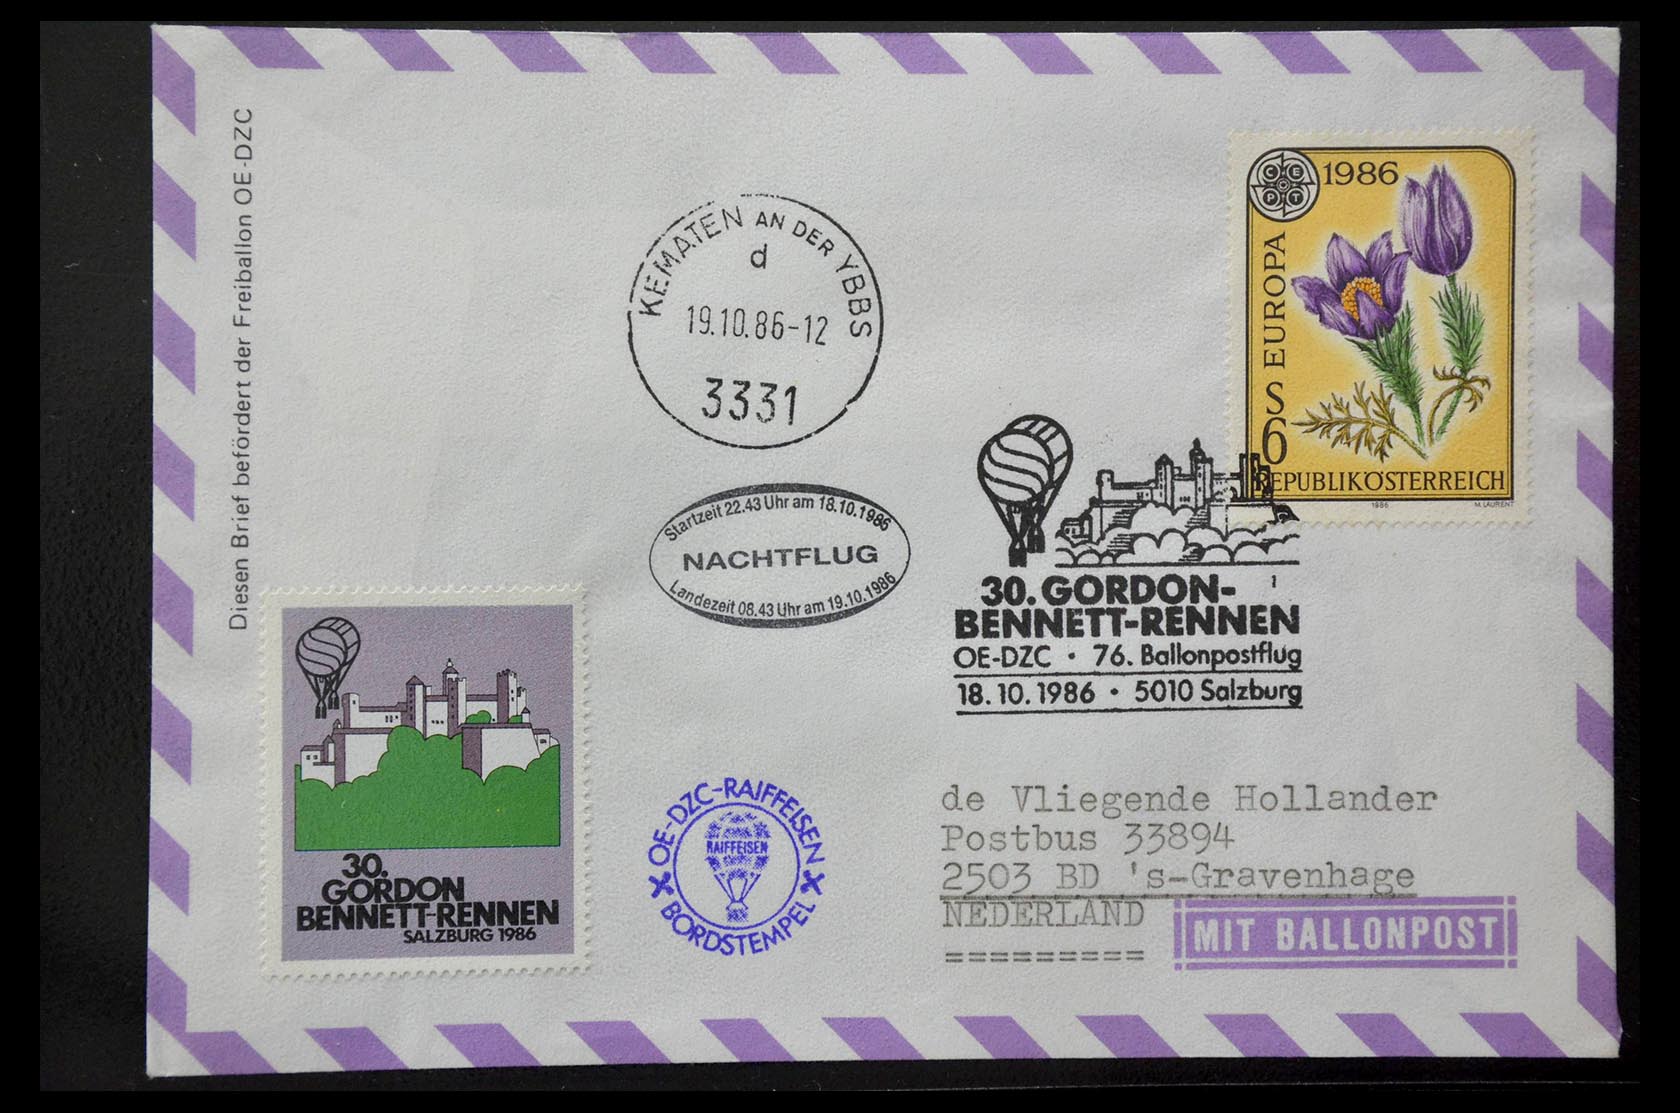 Diesen Brief befördert der Freiballon OE-DZC
KEMATEN AN DER YBBS
d
19.10.86-12
3331
CEPT
1986
EUROPA
6 S
REPUBLIK ÖSTERREICH
1986
M. LAURENT
Startzeit 22.43 Uhr am 18.10.1986
NACHTFLUG
Landezeit 08.43 Uhr am 19.10.1986
1
30. GORDON-
BENNETT-RENNEN
OE-DZC · 76. Ballonpostflug
18.10.1986 · 5010 Salzburg
30.
GORDON
BENNETT-RENNEN
SALZBURG 1986
OE-DZC-RAIFFEISEN
RAIFFEISEN
BORDSTEMPEL
de Vliegende Hollander
Postbus 33894
2503 BD 's-Gravenhage
NEDERLAND
=========
MIT BALLONPOST